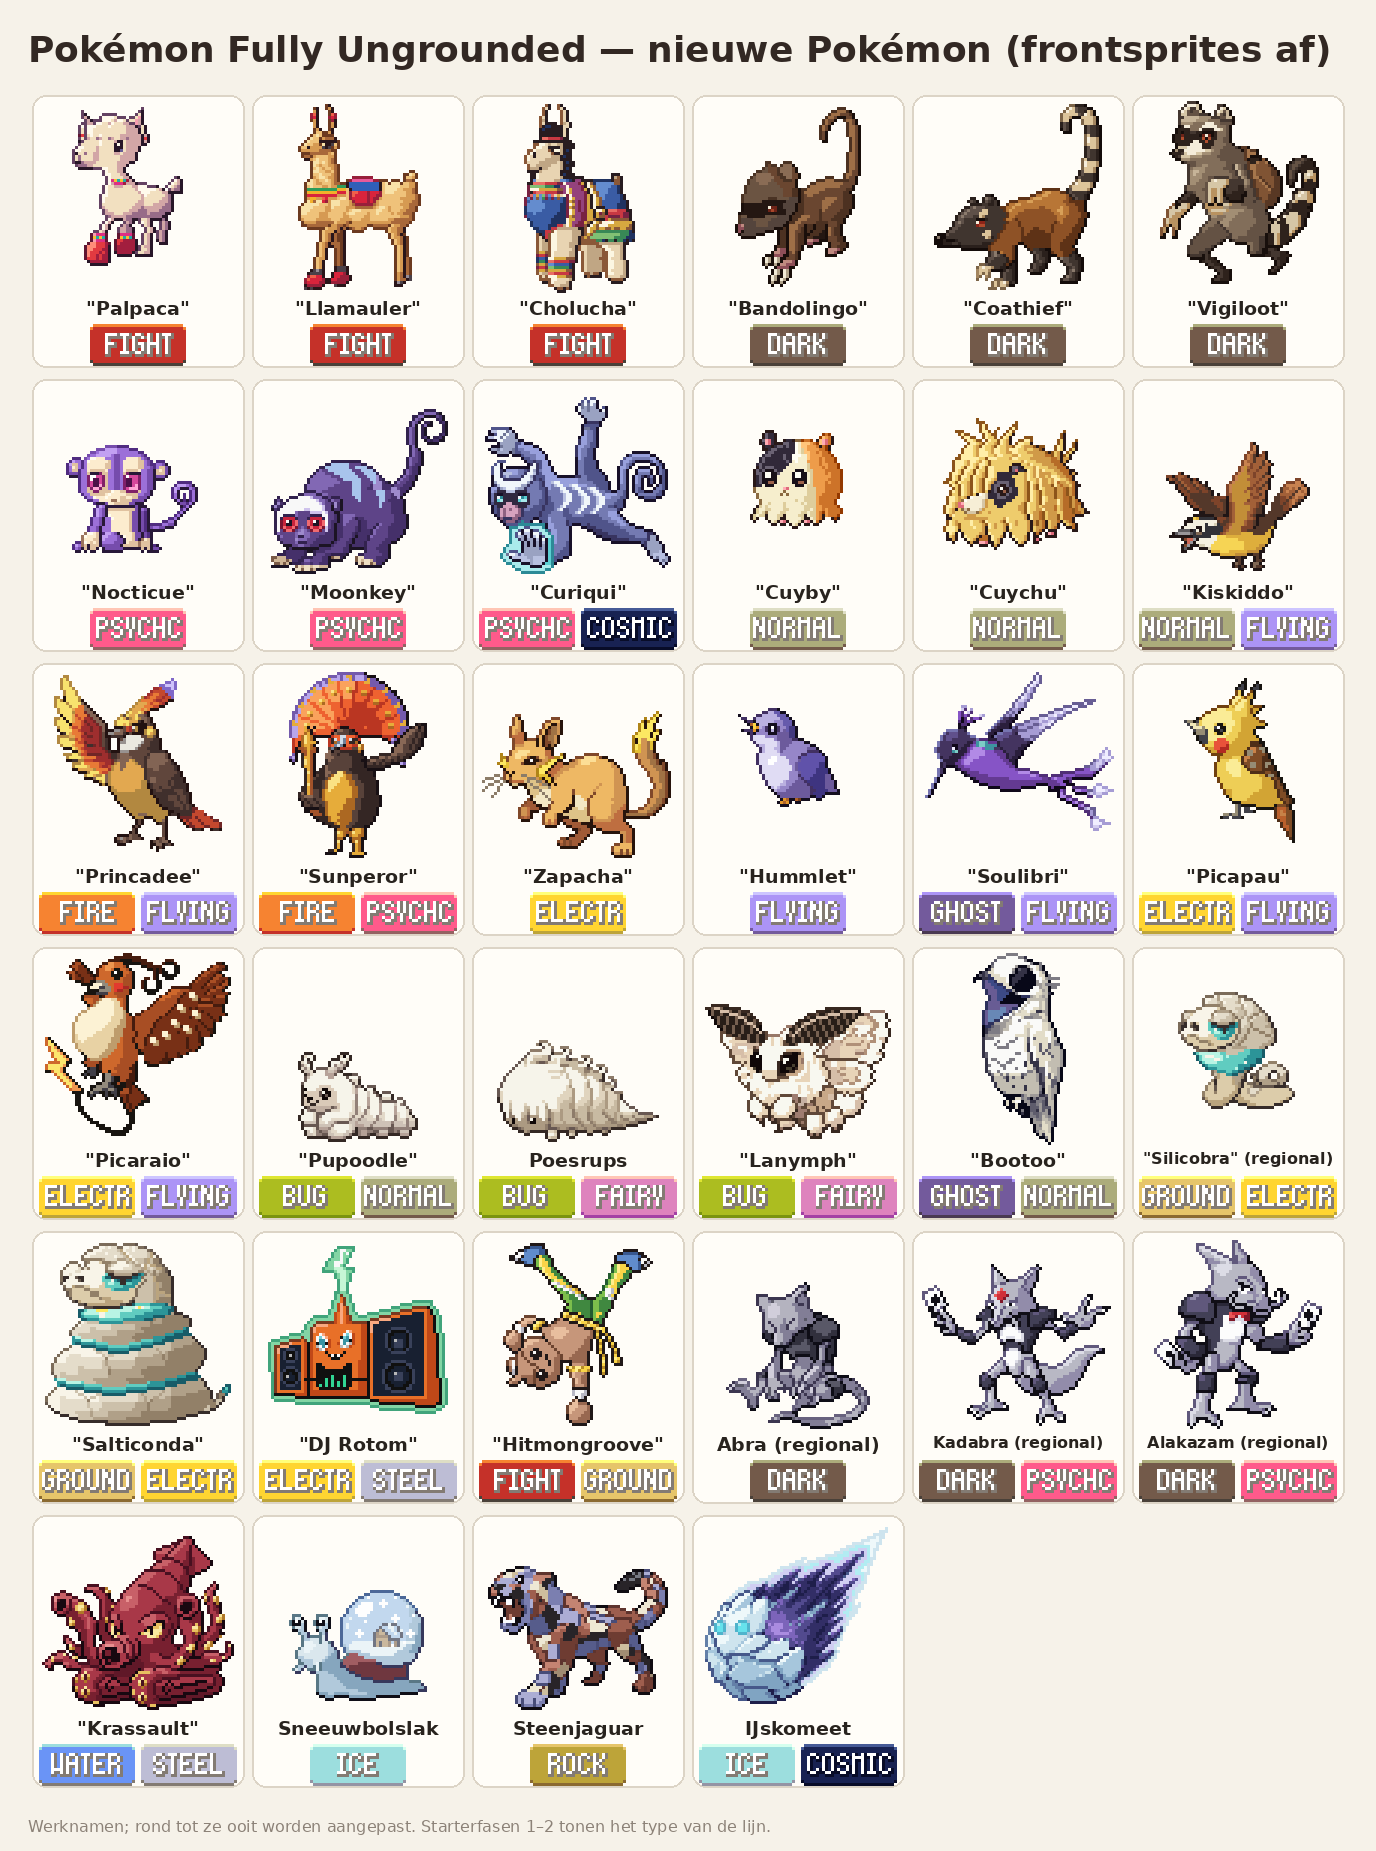 Pokémon Fully Ungrounded — nieuwe Pokémon (frontsprites af)
"Palpaca" "Llamauler" "Cholucha" "Bandolingo" "Coathief" "Vigiloot"
FIGHT FIGHT FIGHT DARK DARK DARK
"Nocticue" "Moonkey" "Curiqui" "Cuyby" "Cuychu" "Kiskiddo"
PSYCHC PSYCHC PSYCHC COSMIC NORMAL NORMAL NORMAL FLYING
"Princadee" "Sunperor" "Zapacha" "Hummlet" "Soulibri" "Picapau"
FIRE FLYING FIRE PSYCHC ELECTR FLYING GHOST FLYING ELECTR FLYING
"Picaraio" "Pupoodle" Poesrups "Lanymph" "Bootoo" "Silicobra" (regional)
ELECTR FLYING BUG NORMAL BUG FAIRY BUG FAIRY GHOST NORMAL GROUND ELECTR
"Salticonda" "DJ Rotom" "Hitmongroove" Abra (regional) Kadabra (regional) Alakazam (regional)
GROUND ELECTR ELECTR STEEL FIGHT GROUND DARK DARK PSYCHC DARK PSYCHC
"Krassault" Sneeuwbolslak Steenjaguar IJskomeet
WATER STEEL ICE ROCK ICE COSMIC
Werknamen; rond tot ze ooit worden aangepast. Starterfasen 1–2 tonen het type van de lijn.